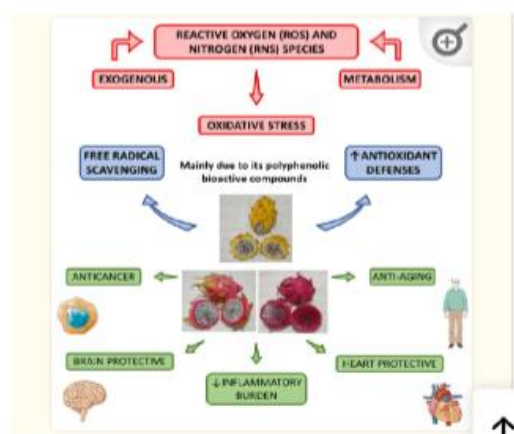 REACTIVE OXYGEN (ROS) AND
NITROGEN (RNS) SPECIES
EXOGENOUS
METABOLISM
OXIDATIVE STRESS
FREE RADICAL
SCAVENGING
Mainly due to its polyphenolic
bioactive compounds
↑ANTIOXIDANT
DEFENSES
ANTICANCER
ANTI-AGING
BRAIN PROTECTIVE
HEART PROTECTIVE
↓INFLAMMATORY
BURDEN